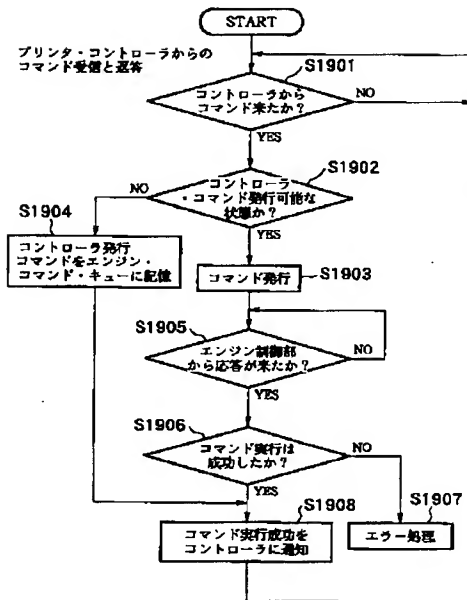 START
プリンタ・コントローラからの
コマンド受信と返答
S1901
コントローラから
コマンド来たか?
NO
YES
S1902
コントローラ
・コマンド発行可能な
状態か?
NO
YES
S1904
コントローラ発行
コマンドをエンジン・
コマンド・キューに記憶
コマンド発行
S1903
S1905
エンジン制御部
から応答が来たか?
NO
YES
S1906
コマンド実行は
成功したか?
NO
YES
S1907
エラー処理
S1908
コマンド実行成功を
コントローラに通知